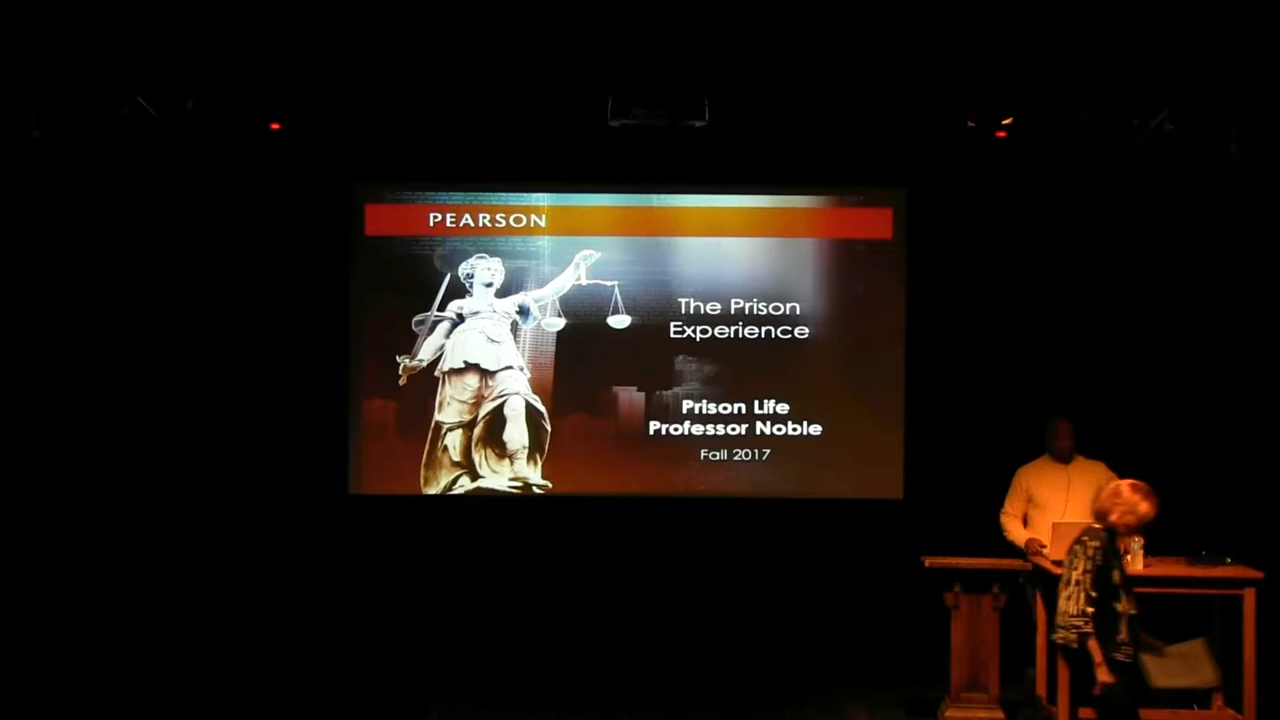 PEARSON
The Prison
Experience
Prison Life
Professor Noble
Fall 2017